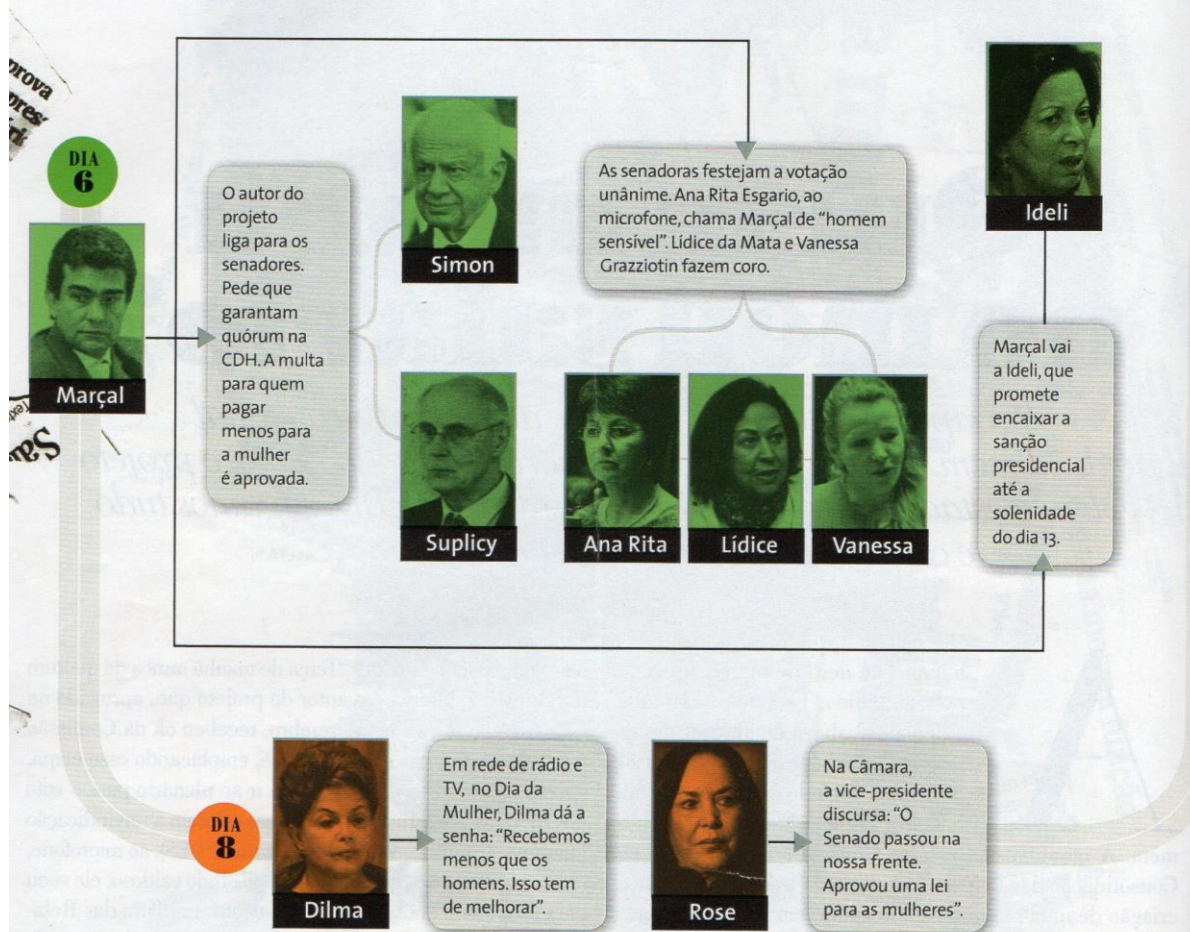 prova
DIA
6
Marçal
O autor do
projeto
liga para os
senadores.
Pede que
garantam
quórum na
CDH. A multa
para quem
pagar
menos para
a mulher
é aprovada.
Simon
Suplicy
As senadoras festejam a votação
unânime. Ana Rita Esgario, ao
microfone, chama Marçal de “homem
sensível”. Lídice da Mata e Vanessa
Grazziotin fazem coro.
Ana Rita
Lídice
Vanessa
Ideli
Marçal vai
a Ideli, que
promete
encaixar a
sanção
presidencial
até a
solenidade
do dia 13.
DIA
8
Dilma
Em rede de rádio e
TV, no Dia da
Mulher, Dilma dá a
senha: “Recebemos
menos que os
homens. Isso tem
de melhorar”.
Rose
Na Câmara,
a vice-presidente
discursa: “O
Senado passou na
nossa frente.
Aprovou uma lei
para as mulheres”.